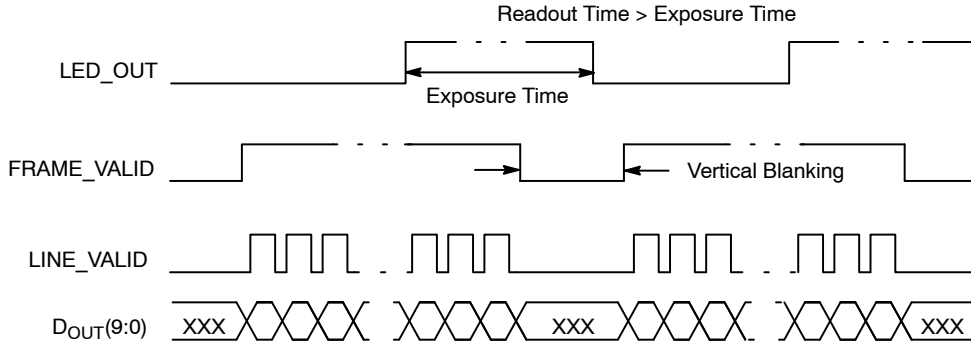 Readout Time > Exposure Time
LED_OUT
Exposure Time
FRAME_VALID
Vertical Blanking
LINE_VALID
DOUT(9:0)
XXX
XXX
XXX